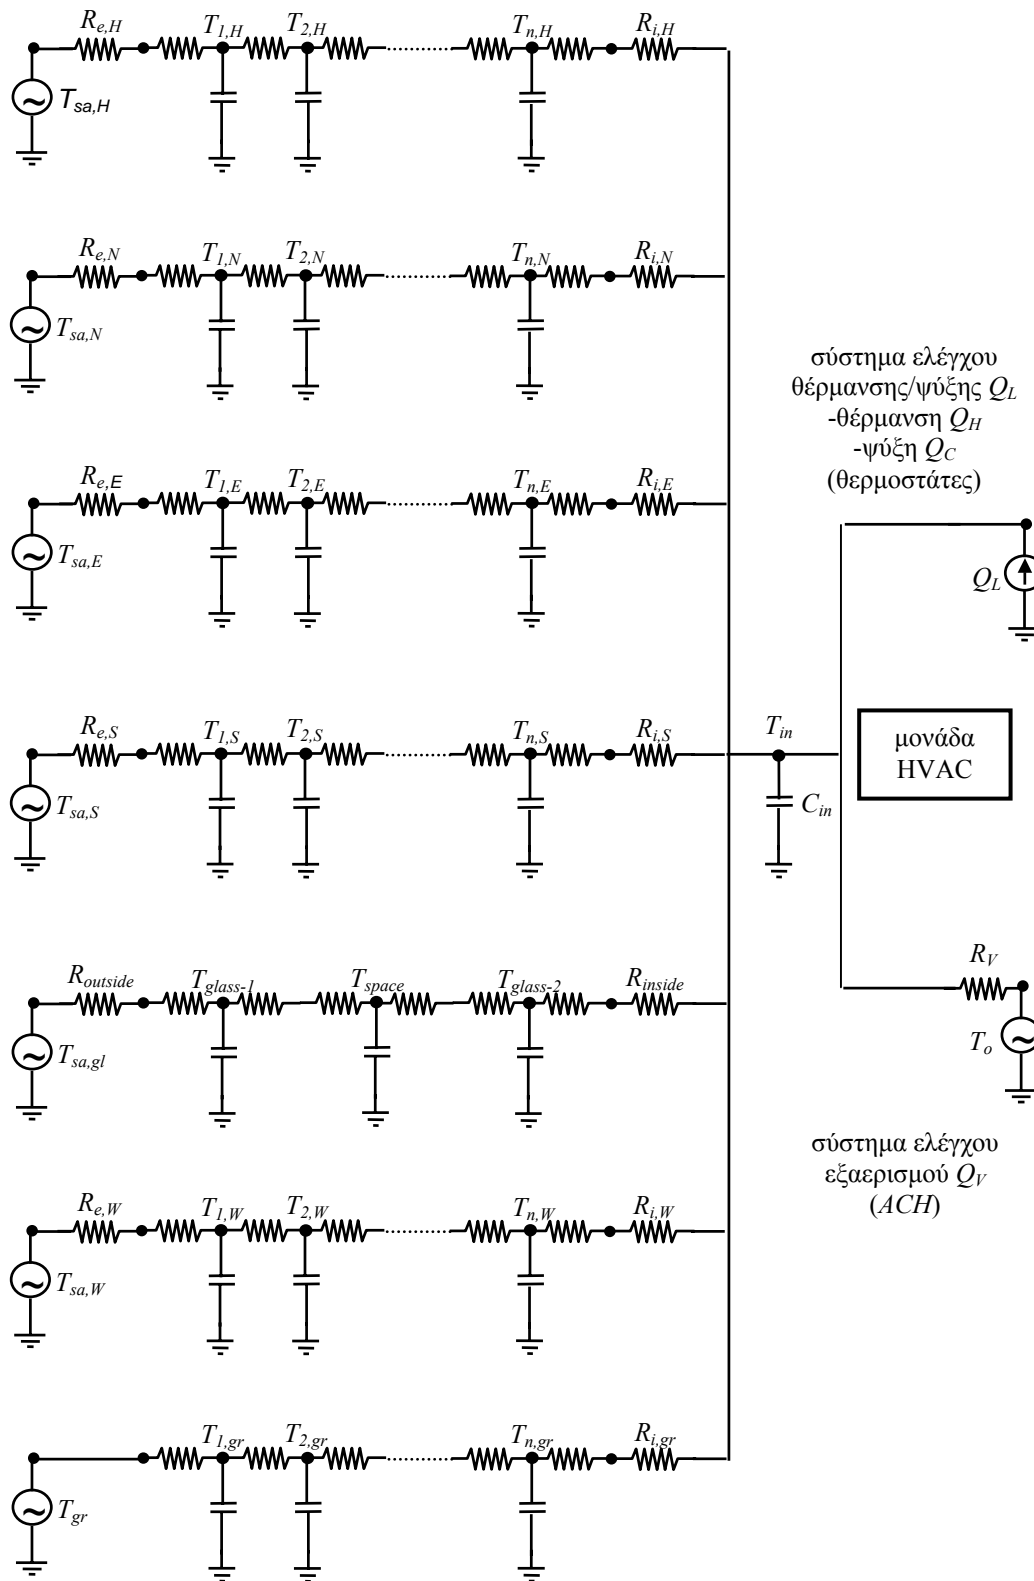 R_{e,H} T_{1,H} T_{2,H} T_{n,H} R_{i,H}
T_{sa,H}
R_{e,N} T_{1,N} T_{2,N} T_{n,N} R_{i,N}
T_{sa,N}
σύστημα ελέγχου
θέρμανσης/ψύξης Q_L
-θέρμανση Q_H
-ψύξη Q_C
(θερμοστάτες)
R_{e,E} T_{1,E} T_{2,E} T_{n,E} R_{i,E}
T_{sa,E}
Q_L
R_{e,S} T_{1,S} T_{2,S} T_{n,S} R_{i,S}
T_{sa,S}
T_{in}
C_{in}
μονάδα
HVAC
R_{outside} T_{glass-1} T_{space} T_{glass-2} R_{inside}
T_{sa,gl}
R_V
T_o
σύστημα ελέγχου
εξαερισμού Q_V
(ACH)
R_{e,W} T_{1,W} T_{2,W} T_{n,W} R_{i,W}
T_{sa,W}
T_{1,gr} T_{2,gr} T_{n,gr} R_{i,gr}
T_{gr}